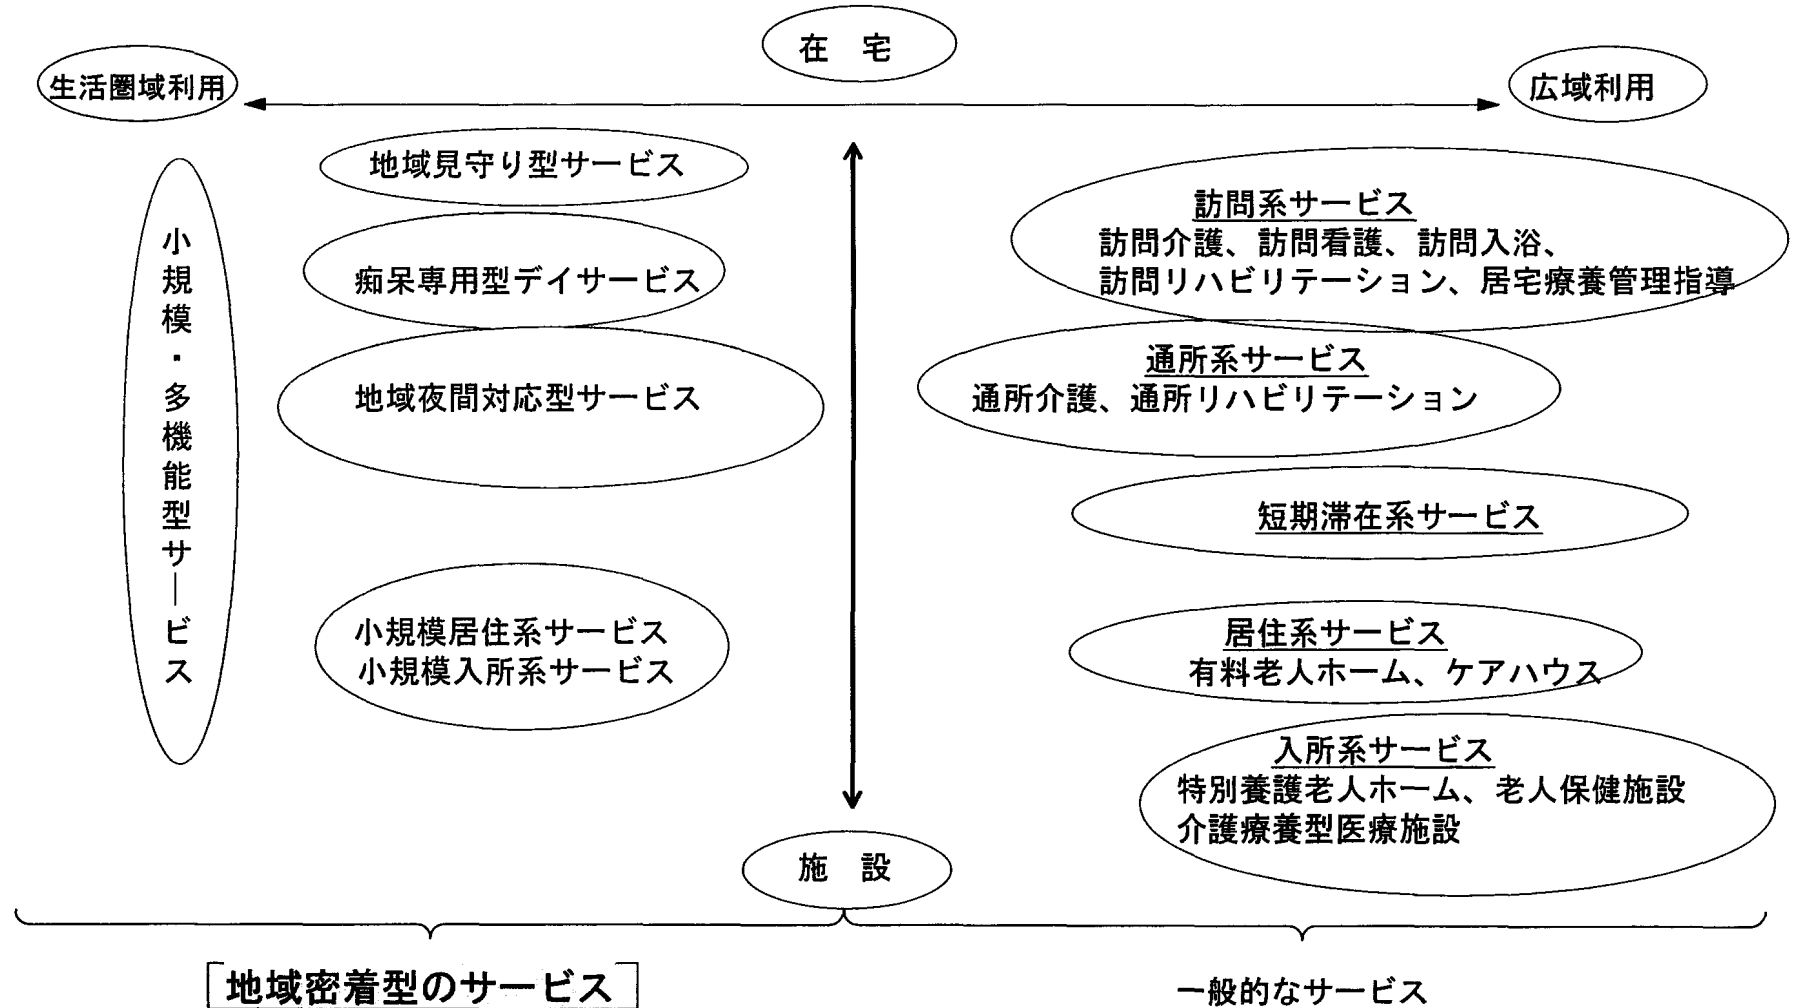 在　宅
生活圏域利用
広域利用
地域見守り型サービス
痴呆専用型デイサービス
地域夜間対応型サービス
小規模・多機能型サービス
小規模居住系サービス
小規模入所系サービス
訪問系サービス
訪問介護、訪問看護、訪問入浴、
訪問リハビリテーション、居宅療養管理指導
通所系サービス
通所介護、通所リハビリテーション
短期滞在系サービス
居住系サービス
有料老人ホーム、ケアハウス
入所系サービス
特別養護老人ホーム、老人保健施設
介護療養型医療施設
施　設
地域密着型のサービス
一般的なサービス